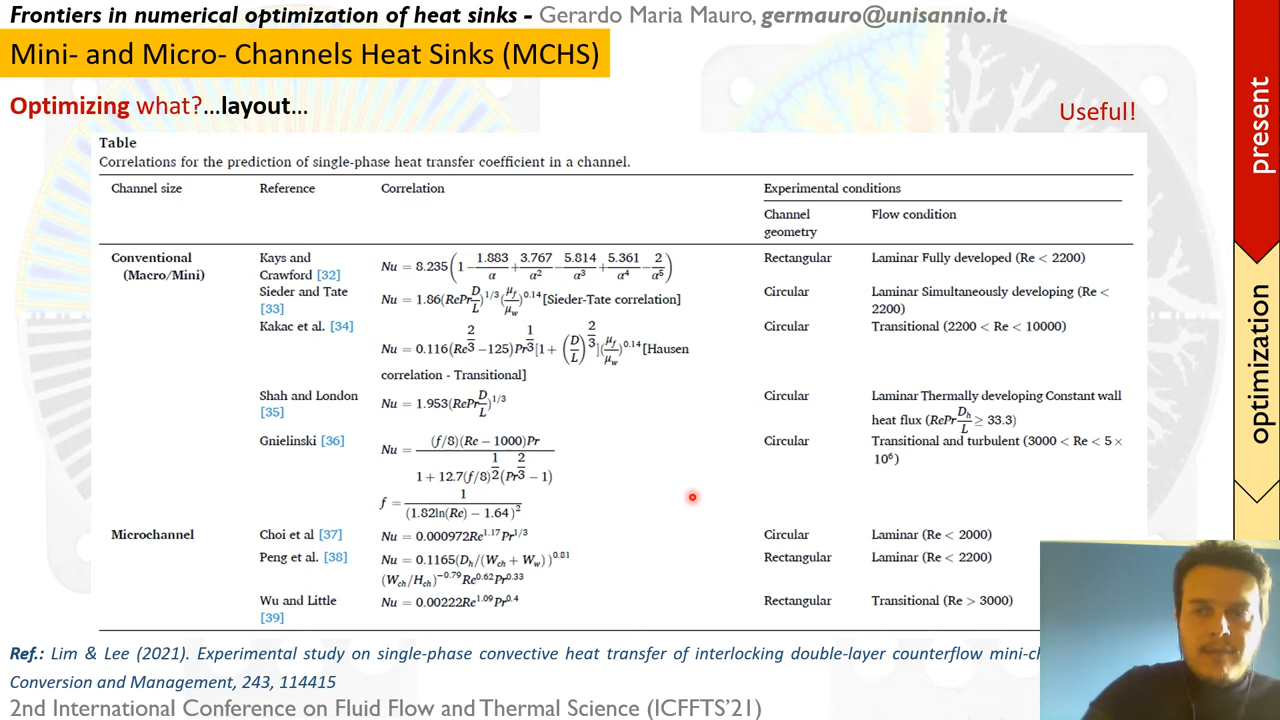 Frontiers in numerical optimization of heat sinks - Gerardo Maria Mauro, germauro@unisannio.it
Mini- and Micro- Channels Heat Sinks (MCHS)
Optimizing what?...layout...
Useful!
present
optimization
Table
Correlations for the prediction of single-phase heat transfer coefficient in a channel.
Channel size Reference Correlation Experimental conditions
Channel geometry Flow condition
Conventional (Macro/Mini) Kays and Crawford [32] Nu = 8.235(1 − 1.883/α + 3.767/α² − 5.814/α³ + 5.361/α⁴ − 2/α⁵) Rectangular Laminar Fully developed (Re < 2200)
Sieder and Tate [33] Nu = 1.86(RePr D/L)^1/3 (μf/μw)^0.14 [Sieder-Tate correlation] Circular Laminar Simultaneously developing (Re < 2200)
Kakac et al. [34] Nu = 0.116(Re^2/3 − 125)Pr^1/3 [1 + (D/L)^2/3](μf/μw)^0.14 [Hausen correlation - Transitional] Circular Transitional (2200 < Re < 10000)
Shah and London [35] Nu = 1.953(RePr D/L)^1/3 Circular Laminar Thermally developing Constant wall heat flux (RePr Dh/L ≥ 33.3)
Gnielinski [36] Nu = (f/8)(Re − 1000)Pr / 1 + 12.7(f/8)^1/2 (Pr^2/3 − 1) Circular Transitional and turbulent (3000 < Re < 5 × 10⁶)
f = 1 / (1.82ln(Re) − 1.64)²
Microchannel Choi et al [37] Nu = 0.000972Re^1.17 Pr^1/3 Circular Laminar (Re < 2000)
Peng et al. [38] Nu = 0.1165(Dh/(Wch + Ww))^0.81 (Wch/Hch)^−0.79 Re^0.62 Pr^0.33 Rectangular Laminar (Re < 2200)
Wu and Little [39] Nu = 0.00222Re^1.09 Pr^0.4 Rectangular Transitional (Re > 3000)
Ref.: Lim & Lee (2021). Experimental study on single-phase convective heat transfer of interlocking double-layer counterflow
Conversion and Management, 243, 114415
2nd International Conference on Fluid Flow and Thermal Science (ICFFTS'21)